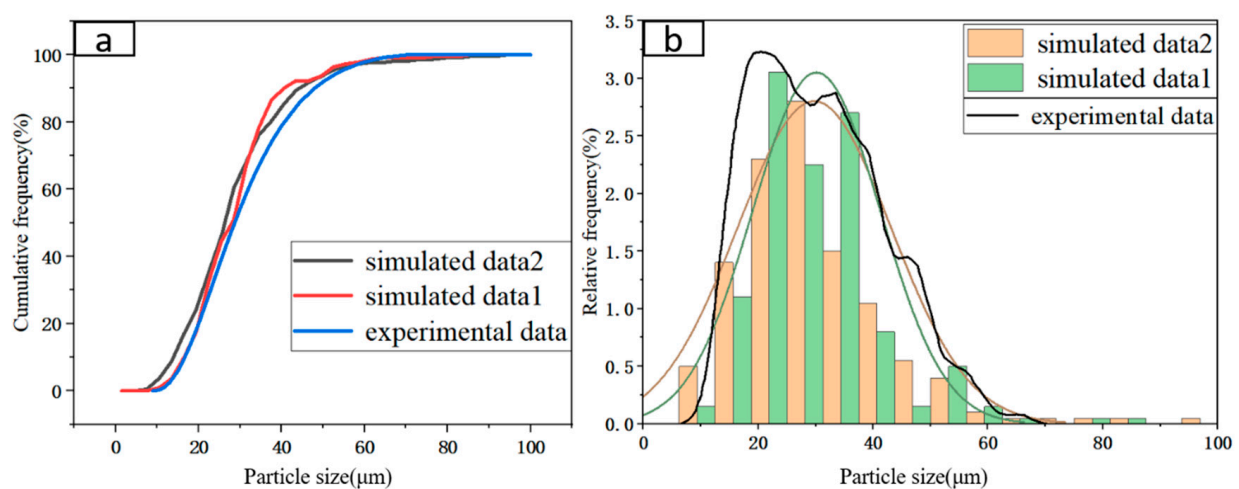 a
100
80
60
40
20
0
Cumulative frequency(%)
simulated data2
simulated data1
experimental data
0
20
40
60
80
100
Particle size(μm)
b
3.5
3.0
2.5
2.0
1.5
1.0
0.5
0.0
Relative frequency(%)
simulated data2
simulated data1
experimental data
0
20
40
60
80
100
Particle size(μm)